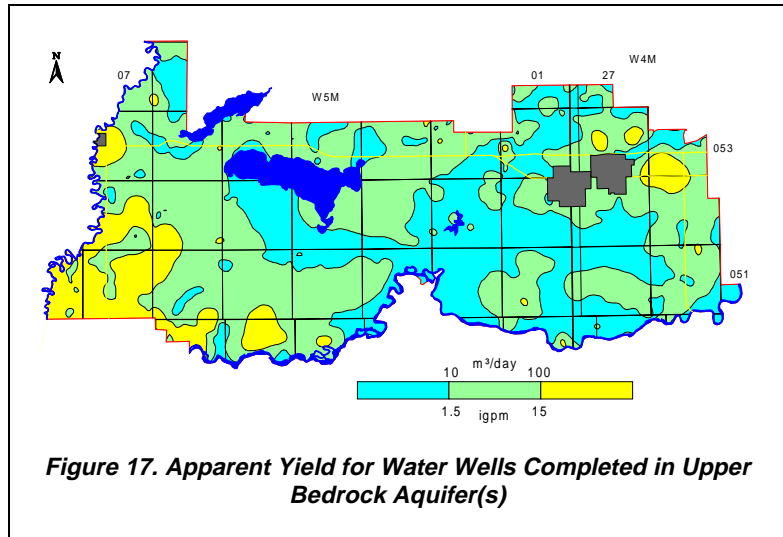 W4M
N
07
W5M
01
27
053
051
10 m³/day 100
1.5 igpm 15
Figure 17. Apparent Yield for Water Wells Completed in Upper
Bedrock Aquifer(s)